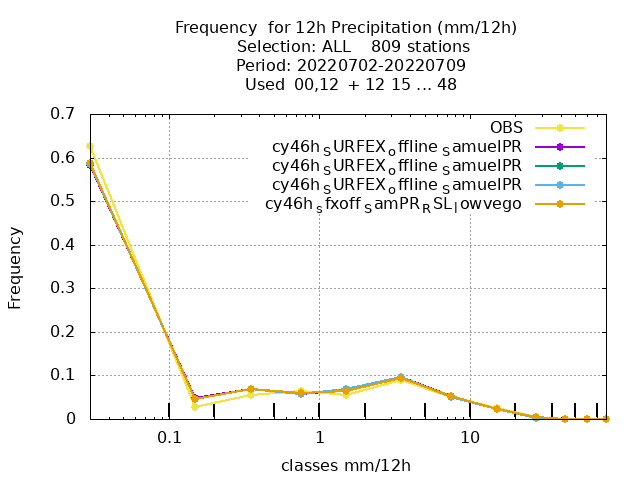 Frequency  for 12h Precipitation (mm/12h)
Selection: ALL    809 stations
Period: 20220702-20220709
Used  00,12  + 12 15 ... 48
0.7
0.6
0.5
0.4
0.3
0.2
0.1
0
Frequency
OBS
cy46h_SURFEX_offline_SamuelPR
cy46h_SURFEX_offline_SamuelPR
cy46h_SURFEX_offline_SamuelPR
cy46h_sfxoff_SamPR_RSL_lowvego
0.1 1 10
classes mm/12h